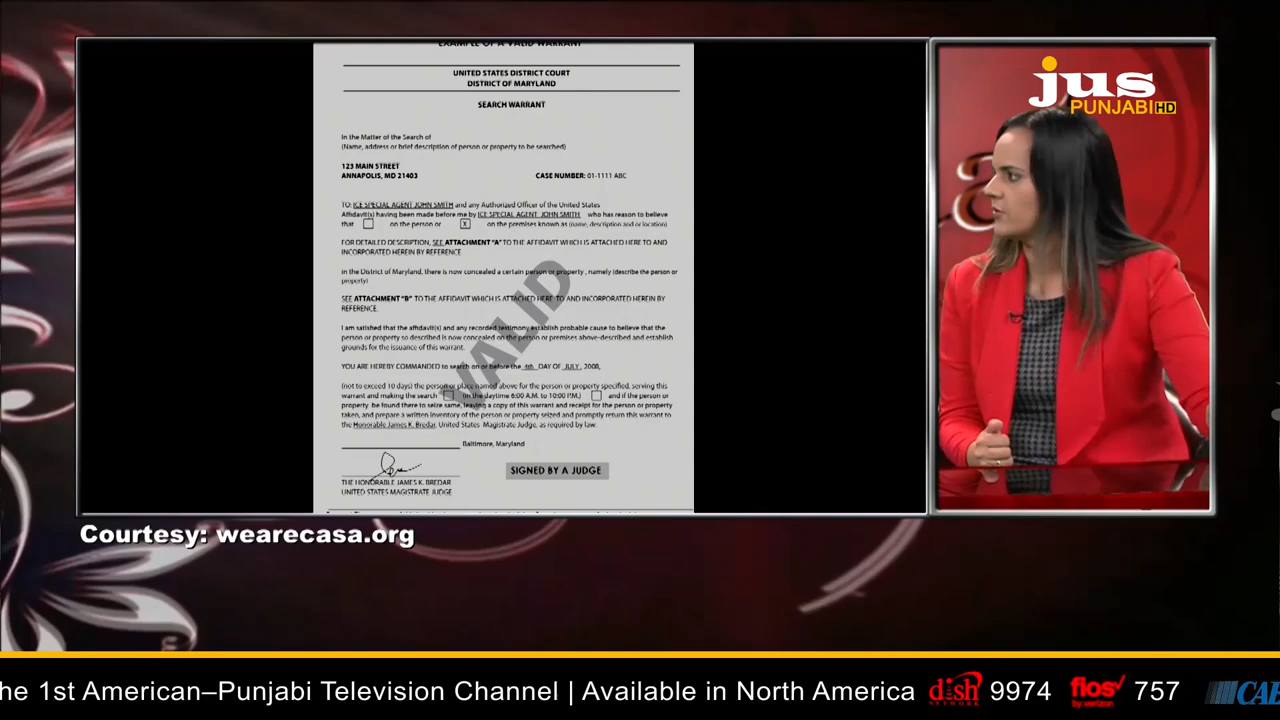 EXAMPLE OF A VALID WARRANT
UNITED STATES DISTRICT COURT
DISTRICT OF MARYLAND
SEARCH WARRANT
In the Matter of the Search of
(Name, address or brief description of person or property to be searched)
123 MAIN STREET
ANNAPOLIS, MD 21403
CASE NUMBER: 01-1111 ABC
TO: ICE SPECIAL AGENT JOHN SMITH and any Authorized Officer of the United States
Affidavit(s) having been made before me by ICE SPECIAL AGENT JOHN SMITH who has reason to believe
that on the person or X on the premises known as (name, description and or location)
FOR DETAILED DESCRIPTION, SEE ATTACHMENT "A" TO THE AFFIDAVIT WHICH IS ATTACHED HERE TO AND
INCORPORATED HEREIN BY REFERENCE
in the District of Maryland, there is now concealed a certain person or property, namely (describe the person or
property)
SEE ATTACHMENT "B" TO THE AFFIDAVIT WHICH IS ATTACHED HERE TO AND INCORPORATED HEREIN BY
REFERENCE.
I am satisfied that the affidavit(s) and any recorded testimony establish probable cause to believe that the
person or property so described is now concealed on the person or premises above-described and establish
grounds for the issuance of this warrant.
YOU ARE HEREBY COMMANDED to search on or before the 4th DAY OF JULY, 2008,
(not to exceed 10 days) the person or place named above for the person or property specified, serving this
warrant and making the search (on the daytime 6:00 A.M. to 10:00 P.M.) and if the person or
property be found there to seize same, leaving a copy of this warrant and receipt for the person or property
taken, and prepare a written inventory of the person or property seized and promptly return this warrant to
the Honorable James K. Bredar, United States Magistrate Judge, as required by law.
VALID
Baltimore, Maryland
SIGNED BY A JUDGE
THE HONORABLE JAMES K. BREDAR
UNITED STATES MAGISTRATE JUDGE
jus
PUNJABI HD
Courtesy: wearecasa.org
he 1st American–Punjabi Television Channel | Available in North America dish NETWORK 9974 fios by verizon 757